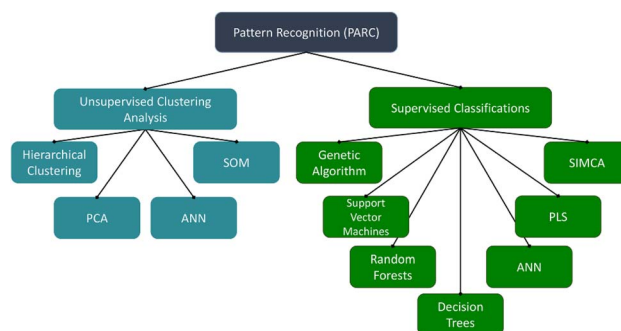 Pattern Recognition (PARC)
Unsupervised Clustering
Analysis
Supervised Classifications
Hierarchical
Clustering
SOM
PCA
ANN
Genetic
Algorithm
SIMCA
Support
Vector
Machines
PLS
Random
Forests
ANN
Decision
Trees